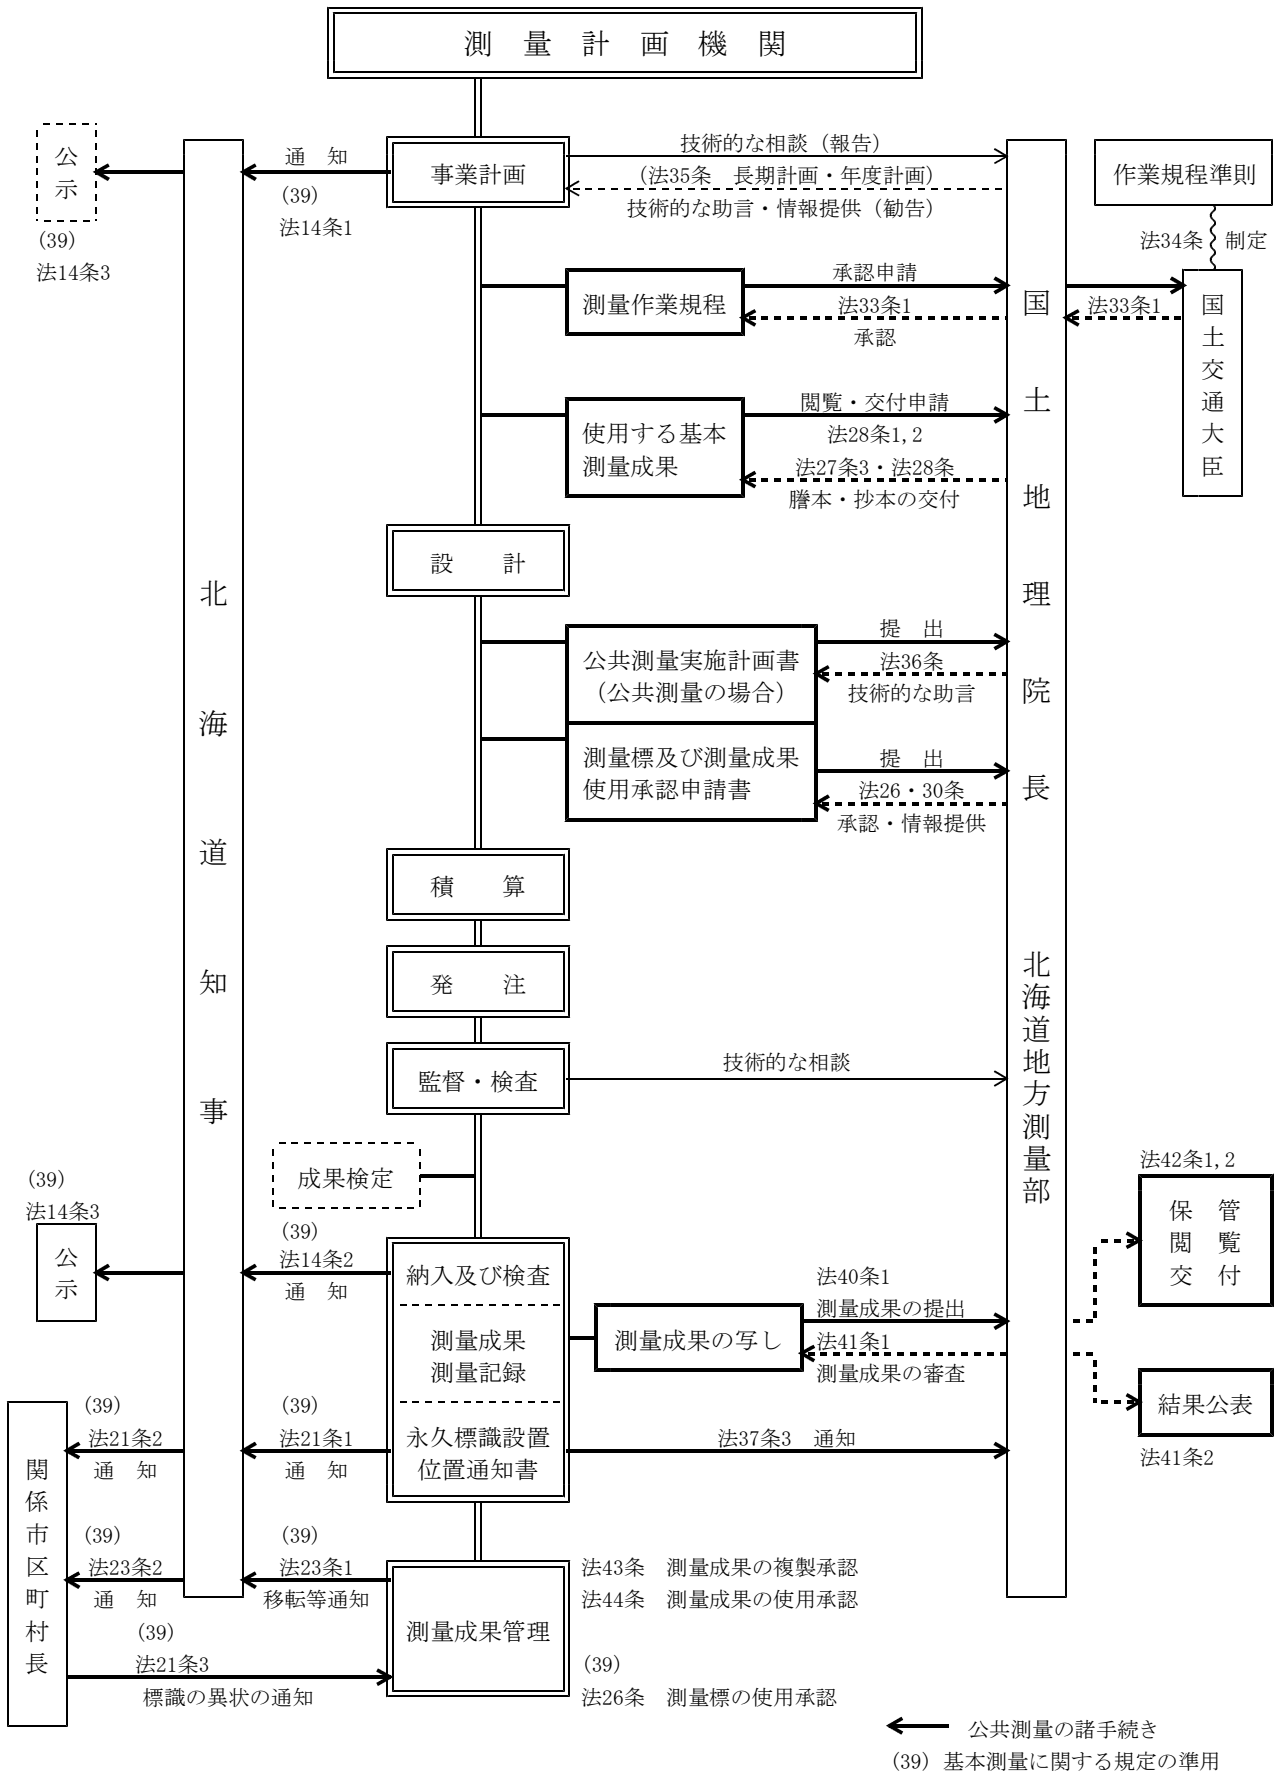 測　量　計　画　機　関
公
示
(39)
法14条3
通　知
(39)
法14条1
事業計画
技術的な相談（報告）
（法35条　長期計画・年度計画）
技術的な助言・情報提供（勧告）
作業規程準則
法34条　制定
測量作業規程
承認申請
法33条1
承認
法33条1
国土交通大臣
使用する基本
測量成果
閲覧・交付申請
法28条1,2
法27条3・法28条
謄本・抄本の交付
設　　計
公共測量実施計画書
（公共測量の場合）
提　出
法36条
技術的な助言
測量標及び測量成果
使用承認申請書
提　出
法26・30条
承認・情報提供
国土地理院長
北海道地方測量部
北海道知事
積　　算
発　　注
監督・検査
技術的な相談
成果検定
(39)
法14条3
公
示
(39)
法14条2
通　知
納入及び検査
測量成果
測量記録
永久標識設置
位置通知書
測量成果の写し
法40条1
測量成果の提出
法41条1
測量成果の審査
法42条1,2
保　管
閲　覧
交　付
結果公表
法41条2
法37条3　通知
(39)
法21条2
通　知
(39)
法21条1
通　知
関係市区町村長
(39)
法23条2
通　知
(39)
法23条1
移転等通知
(39)
法21条3
標識の異状の通知
測量成果管理
法43条　測量成果の複製承認
法44条　測量成果の使用承認
(39)
法26条　測量標の使用承認
公共測量の諸手続き
(39) 基本測量に関する規定の準用